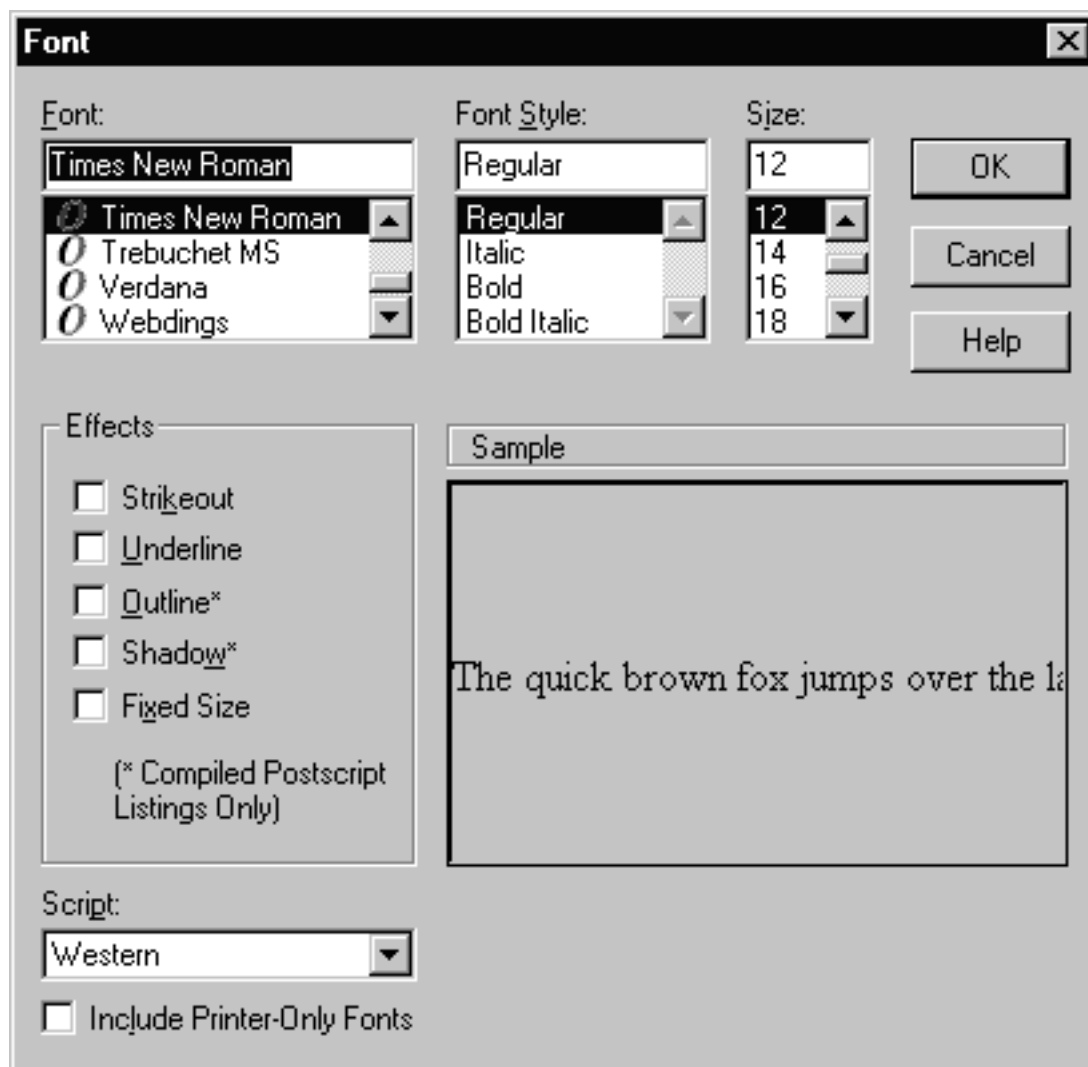 Font
Font:
Font Style:
Size:
Times New Roman
Regular
12
OK
Times New Roman
Trebuchet MS
Verdana
Webdings
Regular
Italic
Bold
Bold Italic
12
14
16
18
Cancel
Help
Effects
Strikeout
Underline
Outline*
Shadow*
Fixed Size
(* Compiled Postscript
Listings Only)
Sample
The quick brown fox jumps over the la
Script:
Western
Include Printer-Only Fonts